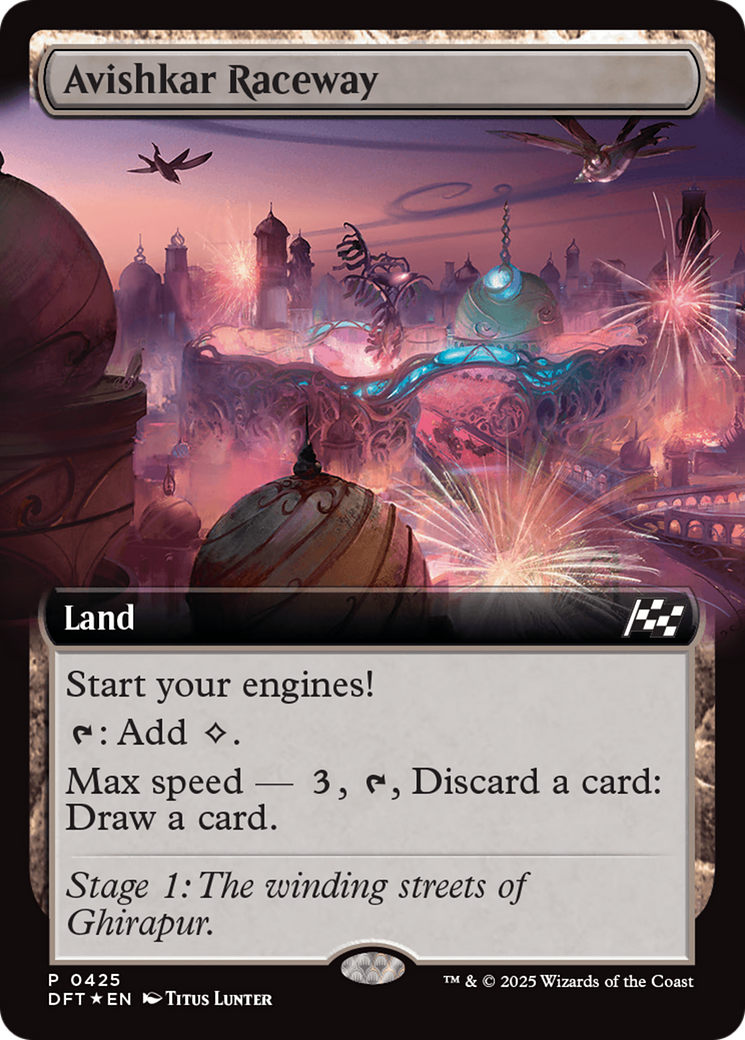 Avishkar Raceway
Land
Start your engines!
: Add .
Max speed — 3, , Discard a card:
Draw a card.
Stage 1: The winding streets of
Ghirapur.
P 0425
DFT★EN Titus Lunter
™ & © 2025 Wizards of the Coast